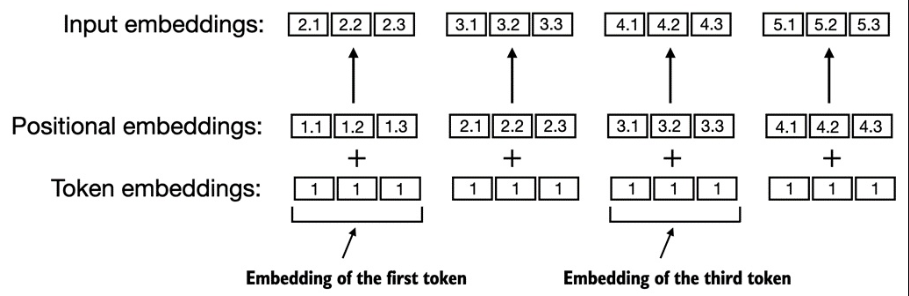 Input embeddings: 2.1 2.2 2.3 3.1 3.2 3.3 4.1 4.2 4.3 5.1 5.2 5.3
Positional embeddings: 1.1 1.2 1.3 2.1 2.2 2.3 3.1 3.2 3.3 4.1 4.2 4.3
+ + + +
Token embeddings: 1 1 1 1 1 1 1 1 1 1 1 1
Embedding of the first token Embedding of the third token